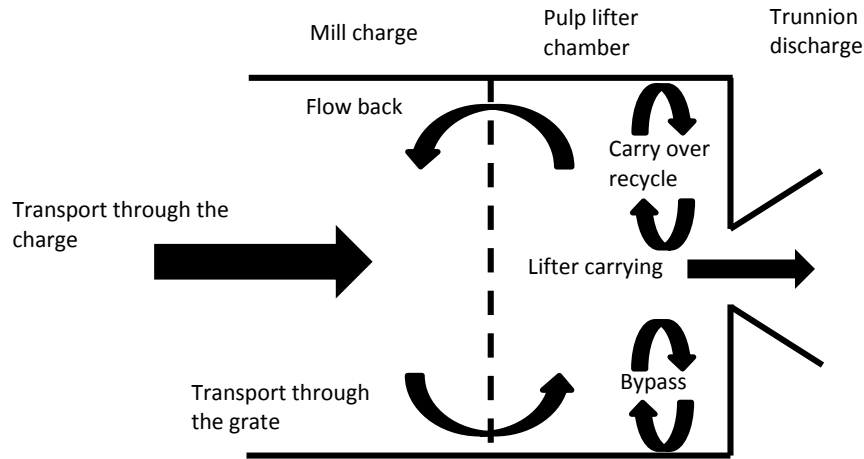 Mill charge
Pulp lifter
chamber
Trunnion
discharge
Flow back
Carry over
recycle
Transport through the
charge
Lifter carrying
Transport through
the grate
Bypass